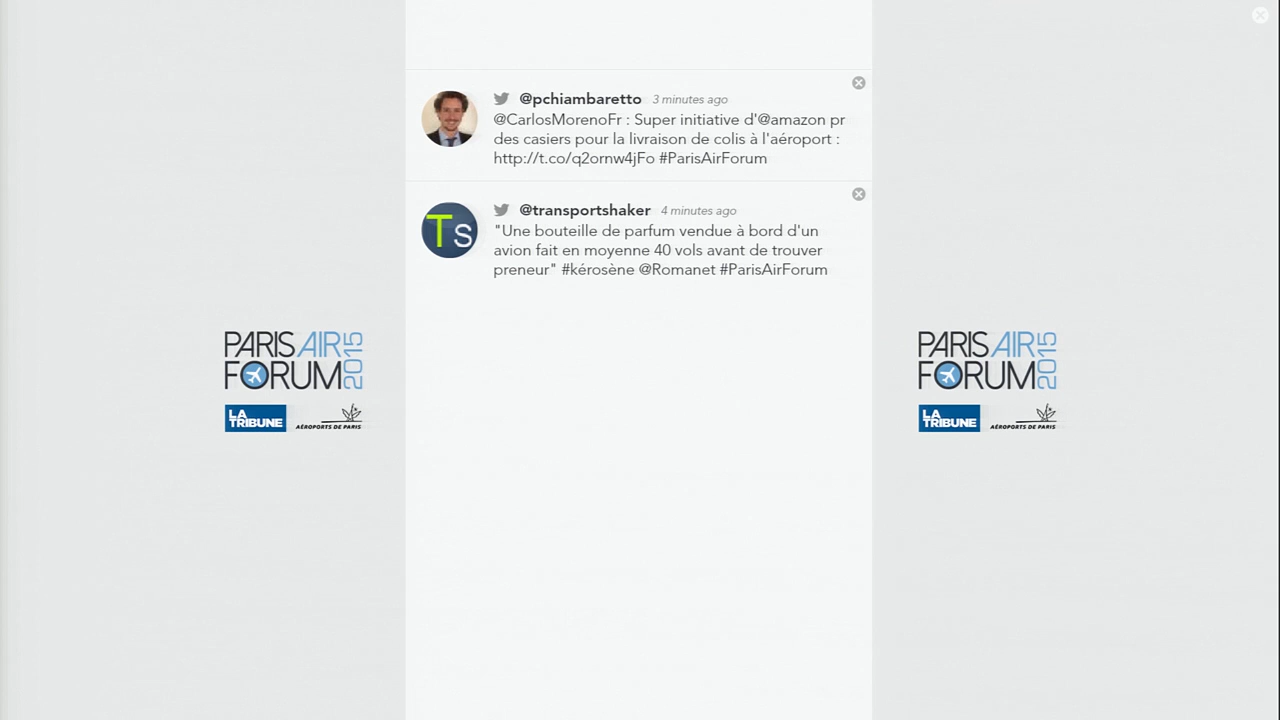 @pchiambaretto 3 minutes ago
@CarlosMorenoFr : Super initiative d'@amazon pr
des casiers pour la livraison de colis à l'aéroport :
http://t.co/q2ornw4jFo #ParisAirForum
Ts @transportshaker 4 minutes ago
"Une bouteille de parfum vendue à bord d'un
avion fait en moyenne 40 vols avant de trouver
preneur" #kérosène @Romanet #ParisAirForum
PARIS AIR
FORUM 2015
LA
TRIBUNE
AÉROPORTS DE PARIS
PARIS AIR
FORUM 2015
LA
TRIBUNE
AÉROPORTS DE PARIS